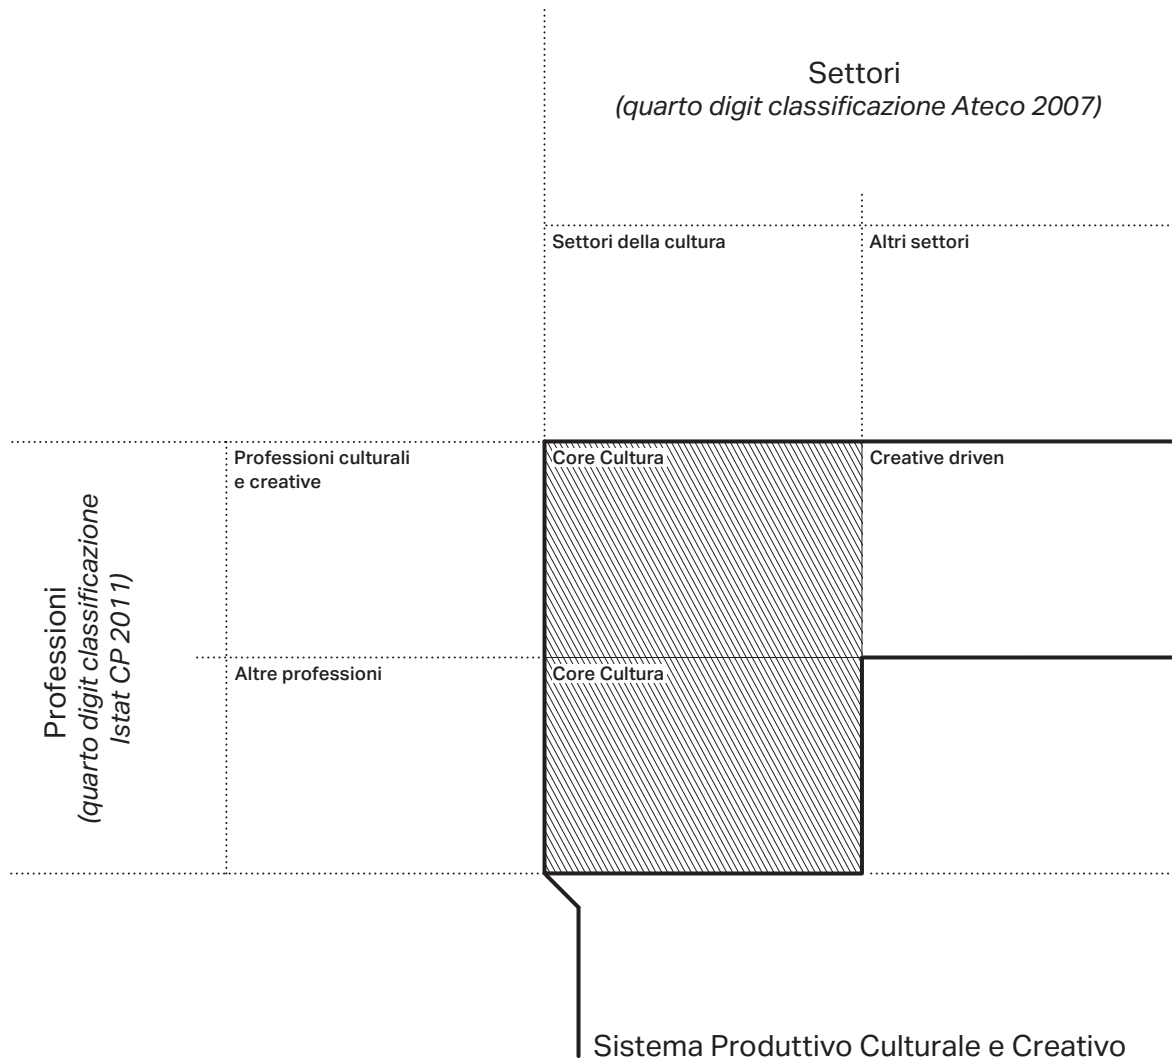 Settori
(quarto digit classificazione Ateco 2007)
Settori della cultura
Altri settori
Professioni
(quarto digit classificazione
Istat CP 2011)
Professioni culturali
e creative
Core Cultura
Creative driven
Altre professioni
Core Cultura
Sistema Produttivo Culturale e Creativo